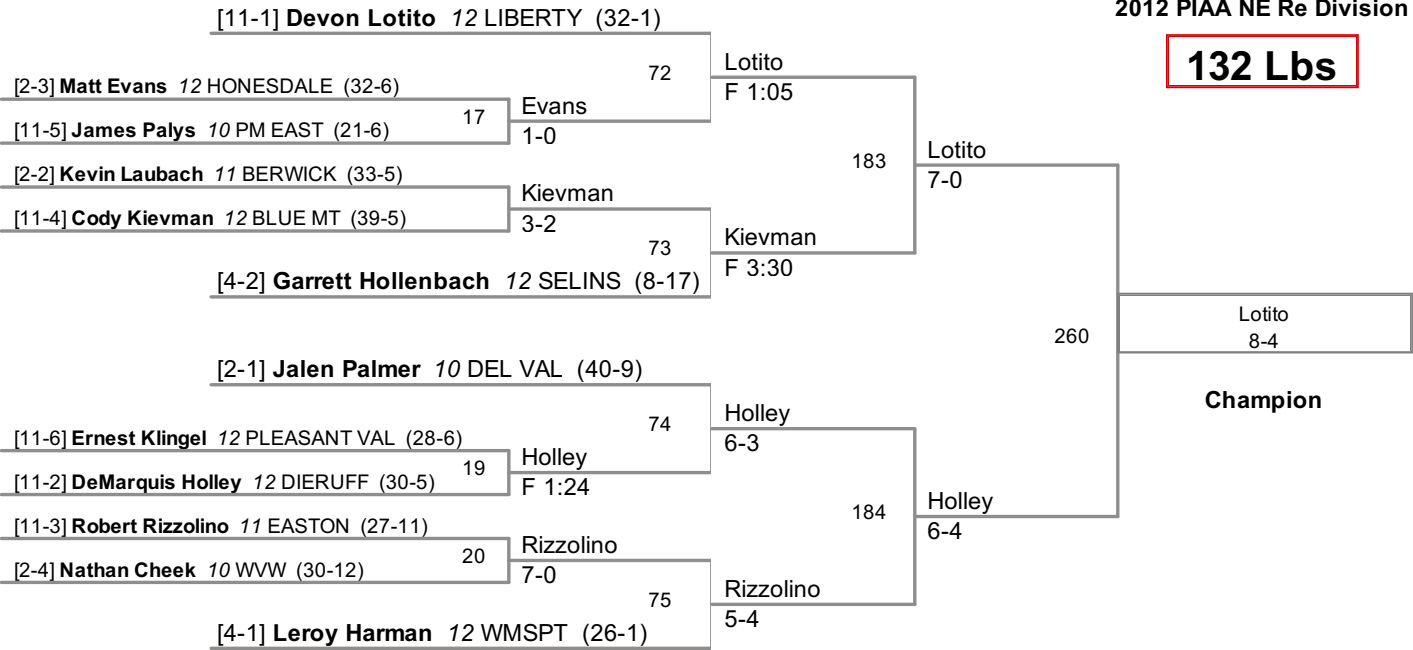 2012 PIAA NE Re Division
132 Lbs
[11-1] Devon Lotito 12 LIBERTY (32-1)
72
Lotito
F 1:05
[2-3] Matt Evans 12 HONESDALE (32-6)
17
Evans
1-0
[11-5] James Palys 10 PM EAST (21-6)
183
Lotito
7-0
[2-2] Kevin Laubach 11 BERWICK (33-5)
Kievman
3-2
[11-4] Cody Kievman 12 BLUE MT (39-5)
73
Kievman
F 3:30
[4-2] Garrett Hollenbach 12 SELINS (8-17)
260
Lotito
8-4
Champion
[2-1] Jalen Palmer 10 DEL VAL (40-9)
74
Holley
6-3
[11-6] Ernest Klingel 12 PLEASANT VAL (28-6)
19
Holley
F 1:24
[11-2] DeMarquis Holley 12 DIERUFF (30-5)
184
Holley
6-4
[11-3] Robert Rizzolino 11 EASTON (27-11)
20
Rizzolino
7-0
[2-4] Nathan Cheek 10 WVW (30-12)
75
Rizzolino
5-4
[4-1] Leroy Harman 12 WMSPT (26-1)